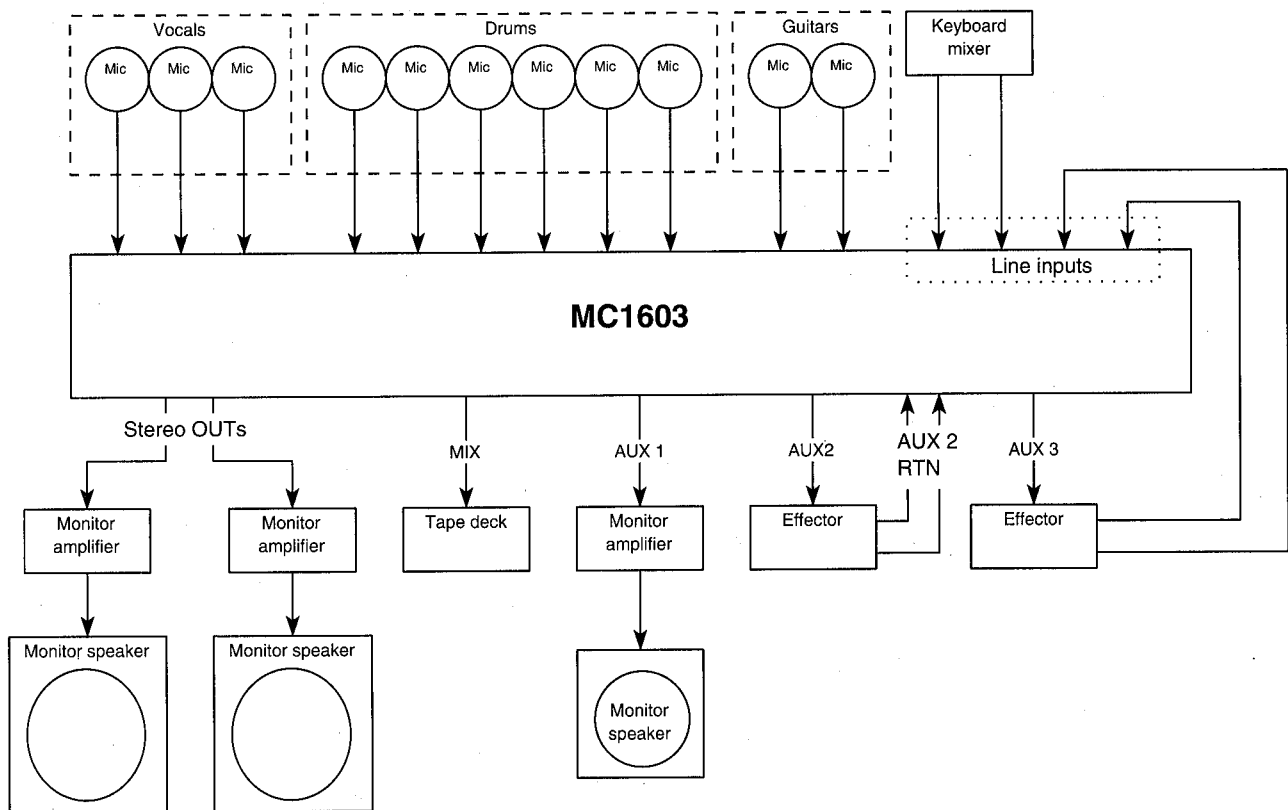 Vocals
Drums
Guitars
Keyboard
mixer
Mic
Mic
Mic
Mic
Mic
Mic
Mic
Mic
Mic
Mic
Mic
Line inputs
MC1603
Stereo OUTs
MIX
AUX 1
AUX2
AUX 2
RTN
AUX 3
Monitor
amplifier
Monitor
amplifier
Tape deck
Monitor
amplifier
Effector
Effector
Monitor speaker
Monitor speaker
Monitor
speaker